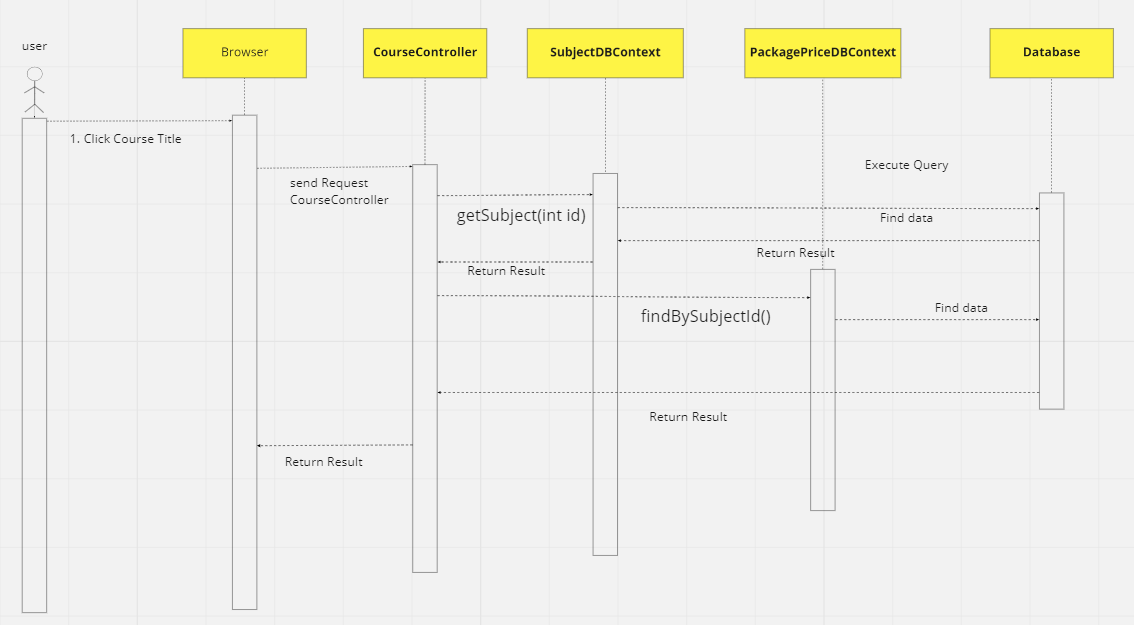 user
Browser
CourseController
SubjectDBContext
PackagePriceDBContext
Database
1. Click Course Title
Execute Query
send Request
CourseController
getSubject(int id)
Find data
Return Result
Return Result
findBySubjectId()
Find data
Return Result
Return Result